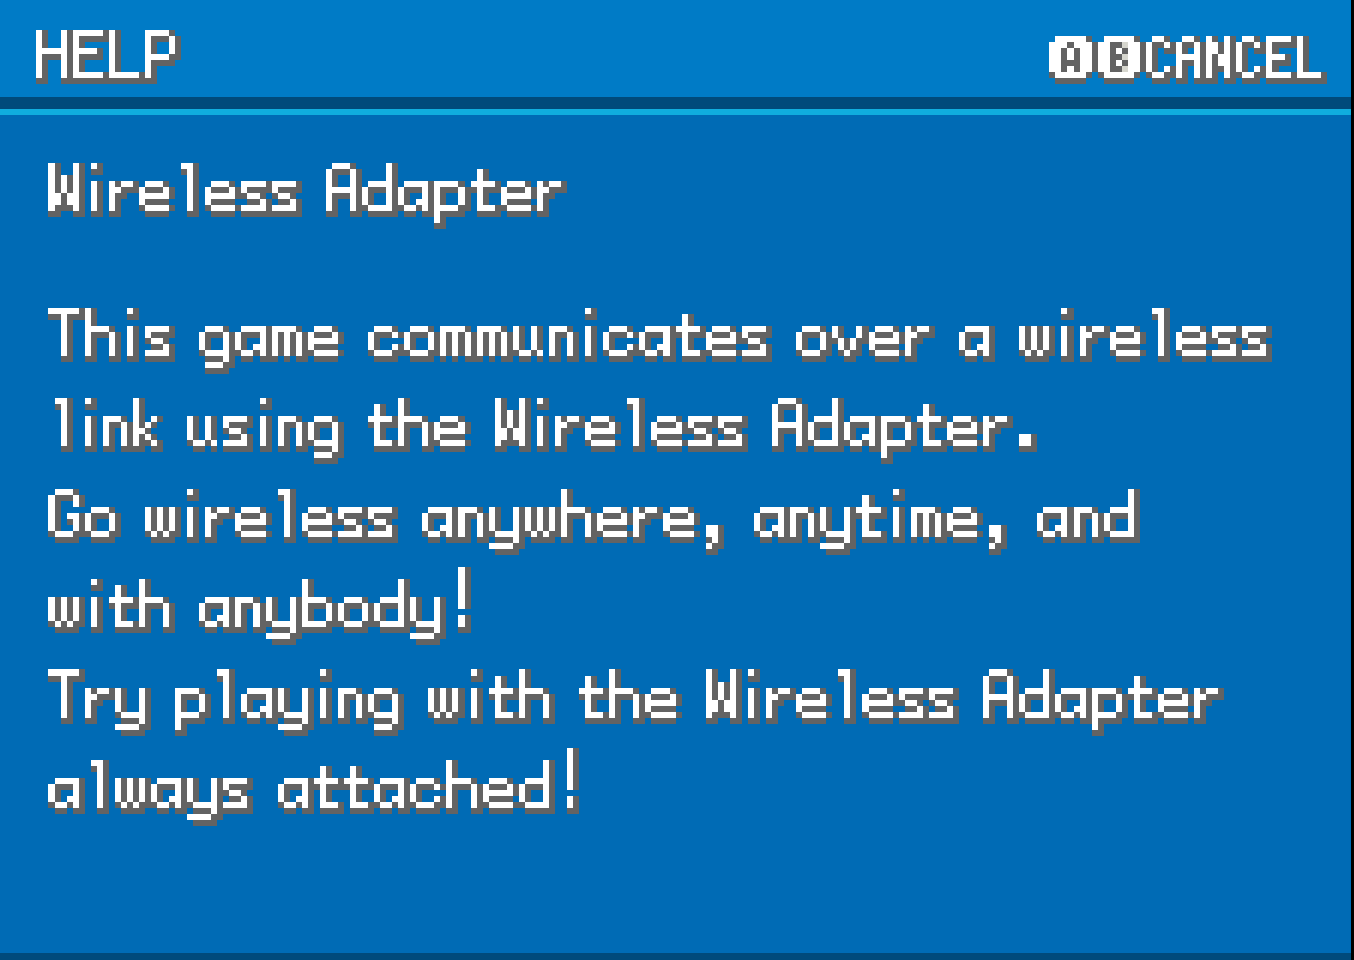 HELP
A B CANCEL
Wireless Adapter
This game communicates over a wireless
link using the Wireless Adapter.
Go wireless anywhere, anytime, and
with anybody!
Try playing with the Wireless Adapter
always attached!